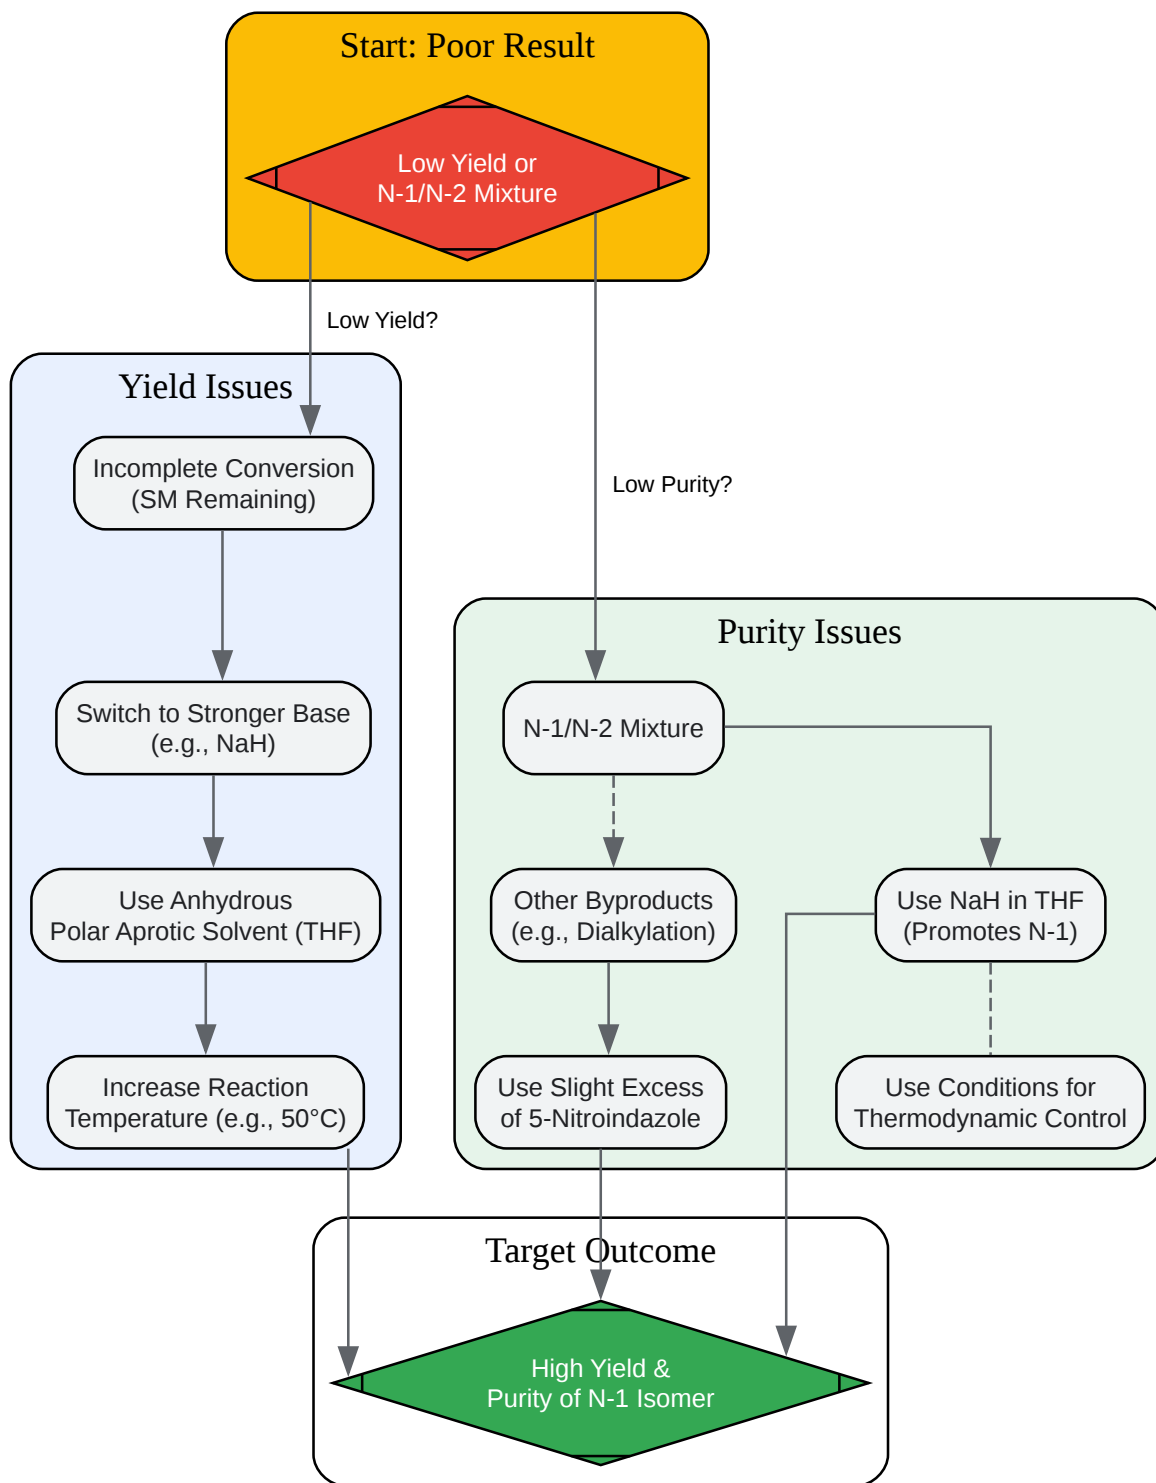 Start: Poor Result
Low Yield or
N-1/N-2 Mixture
Low Yield?
Low Purity?
Yield Issues
Incomplete Conversion
(SM Remaining)
Switch to Stronger Base
(e.g., NaH)
Use Anhydrous
Polar Aprotic Solvent (THF)
Increase Reaction
Temperature (e.g., 50°C)
Purity Issues
N-1/N-2 Mixture
Other Byproducts
(e.g., Dialkylation)
Use NaH in THF
(Promotes N-1)
Use Slight Excess
of 5-Nitroindazole
Use Conditions for
Thermodynamic Control
Target Outcome
High Yield &
Purity of N-1 Isomer